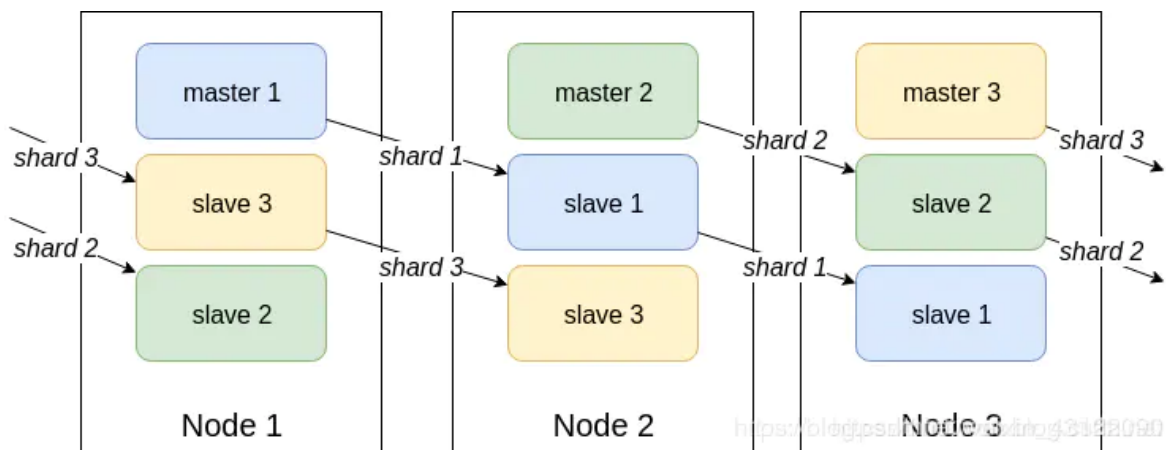 master 1
master 2
master 3
shard 3
shard 1
shard 2
shard 3
slave 3
slave 1
slave 2
shard 2
shard 3
shard 1
shard 2
slave 2
slave 3
slave 1
Node 1
Node 2
Node 3